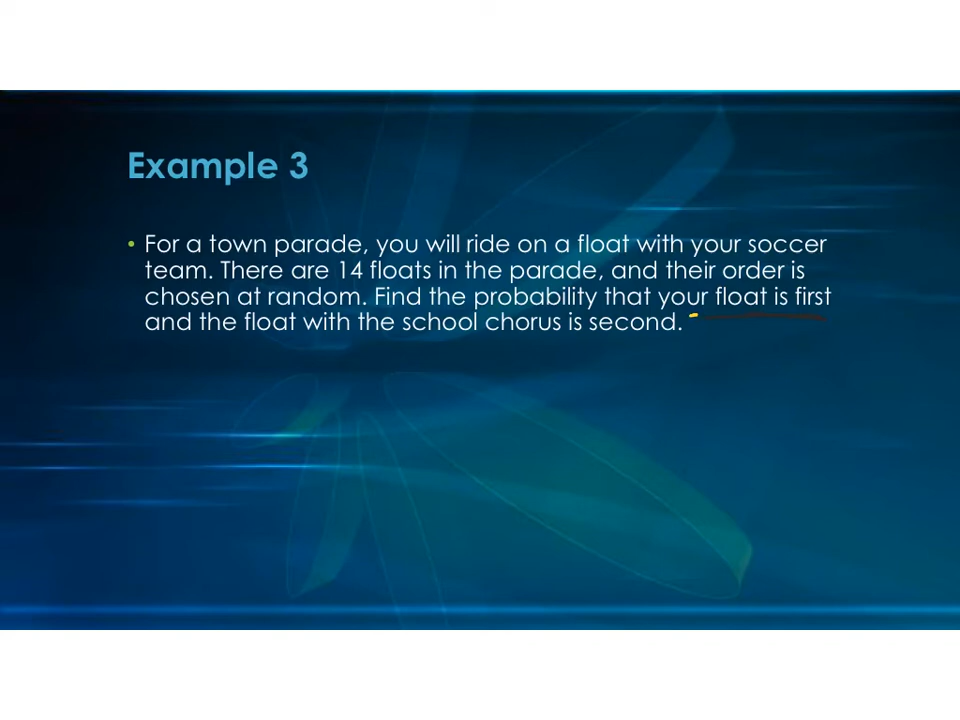 Example 3
• For a town parade, you will ride on a float with your soccer
team. There are 14 floats in the parade, and their order is
chosen at random. Find the probability that your float is first
and the float with the school chorus is second.